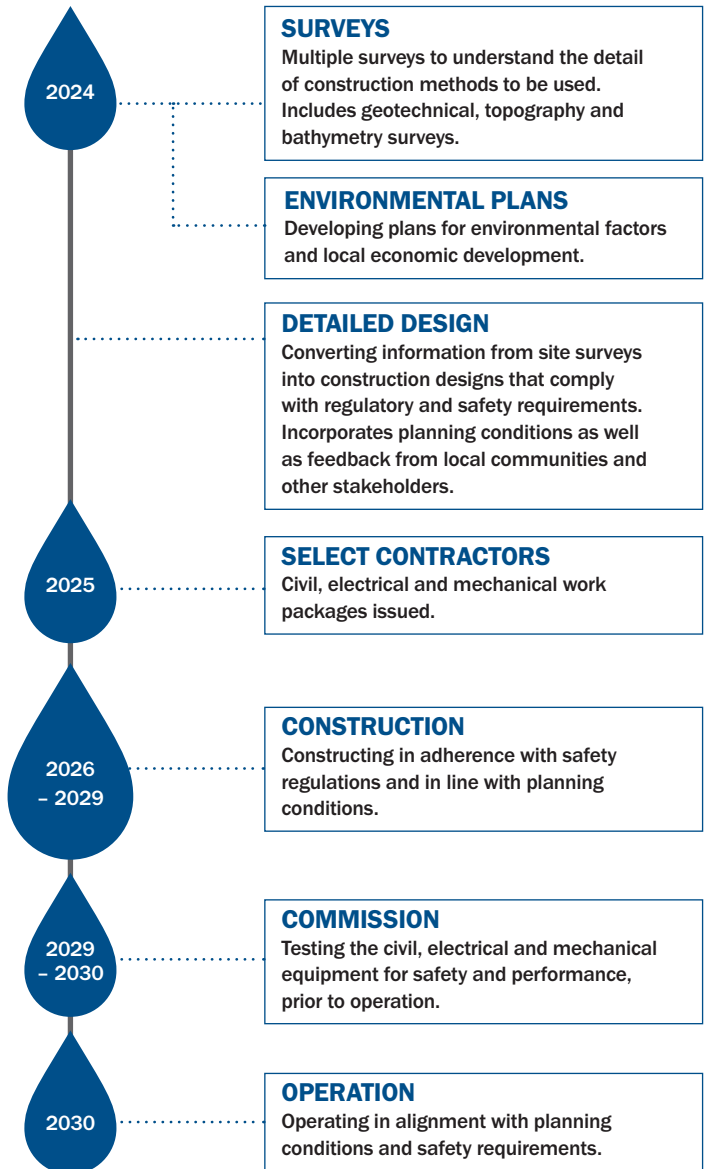 2024
SURVEYS
Multiple surveys to understand the detail
of construction methods to be used.
Includes geotechnical, topography and
bathymetry surveys.
ENVIRONMENTAL PLANS
Developing plans for environmental factors
and local economic development.
DETAILED DESIGN
Converting information from site surveys
into construction designs that comply
with regulatory and safety requirements.
Incorporates planning conditions as well
as feedback from local communities and
other stakeholders.
2025
SELECT CONTRACTORS
Civil, electrical and mechanical work
packages issued.
2026
– 2029
CONSTRUCTION
Constructing in adherence with safety
regulations and in line with planning
conditions.
2029
– 2030
COMMISSION
Testing the civil, electrical and mechanical
equipment for safety and performance,
prior to operation.
2030
OPERATION
Operating in alignment with planning
conditions and safety requirements.